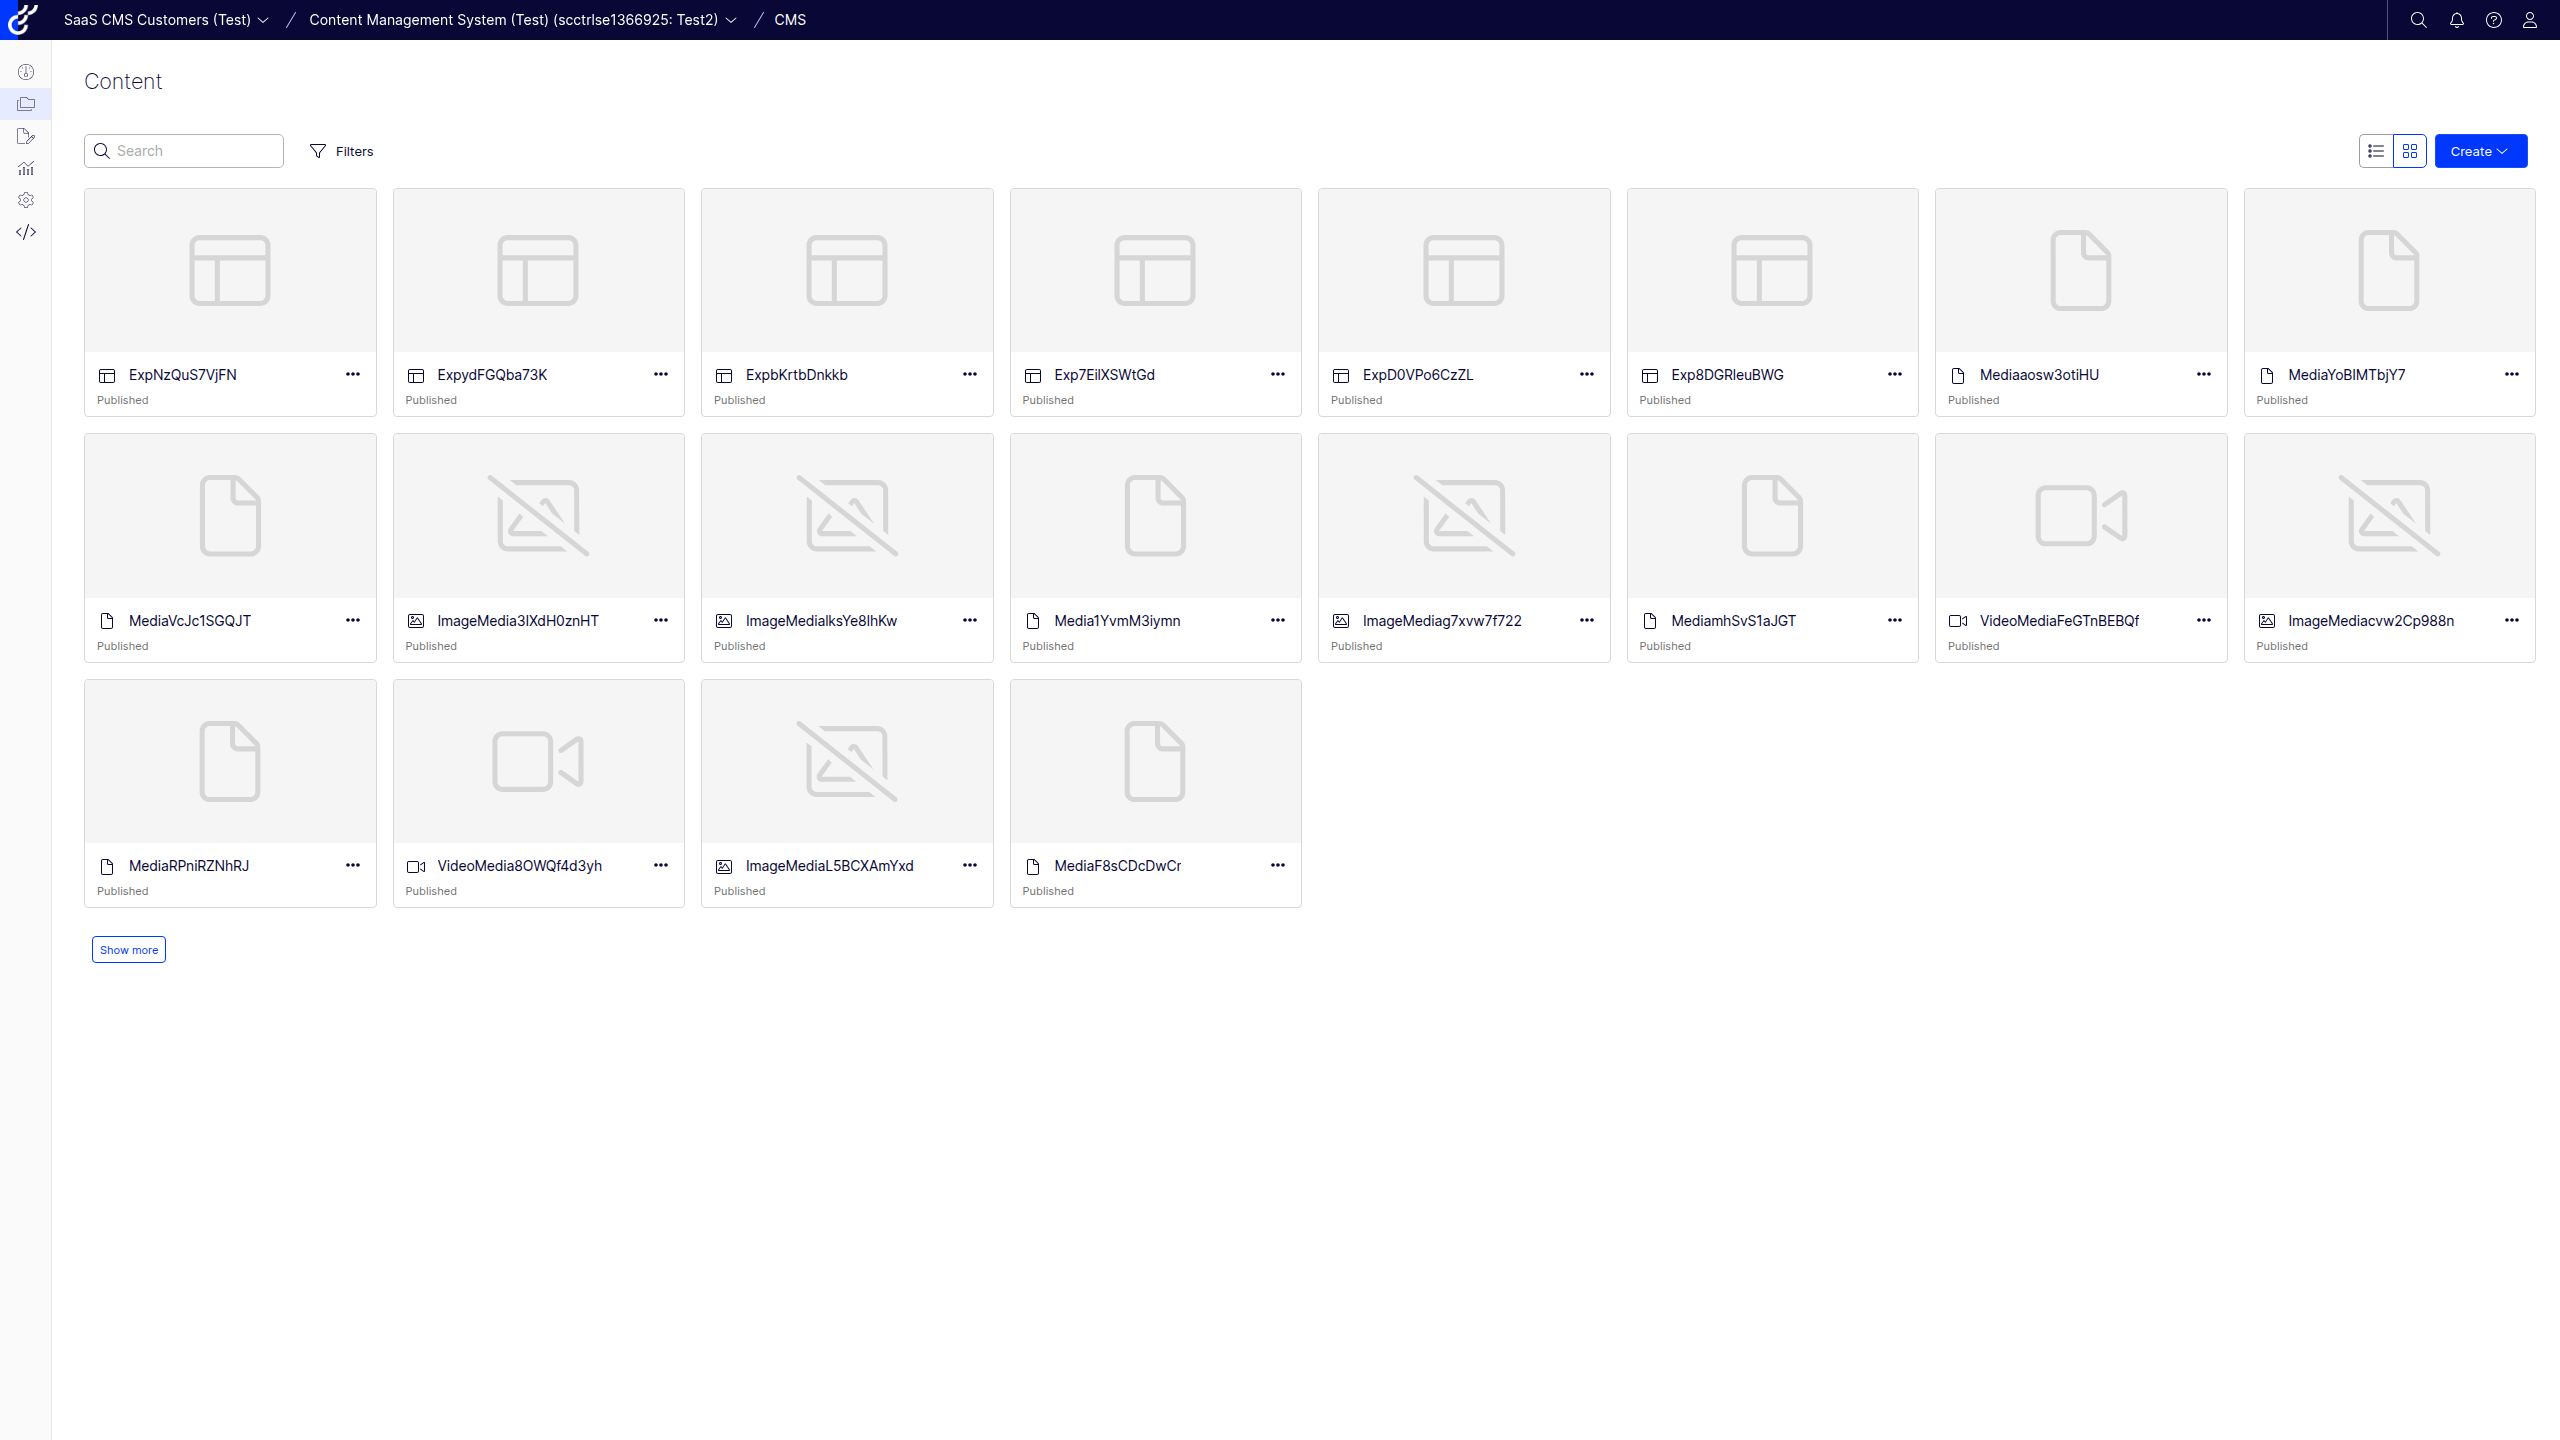 SaaS CMS Customers (Test) / Content Management System (Test) (scctrlse1366925: Test2) / CMS
Content
Search Filters Create
ExpNzQuS7VjFN ExpydFGQba73K ExpbKrtbDnkkb Exp7EilXSWtGd ExpD0VPo6CzZL Exp8DGRleuBWG Mediaaosw3otiHU MediaYoBIMTbjY7
Published Published Published Published Published Published Published Published
MediaVcJc1SGQJT ImageMedia3lXdH0znHT ImageMedialksYe8lhKw Media1YvmM3iymn ImageMediag7xvw7f722 MediamhSvS1aJGT VideoMediaFeGTnBEBQf ImageMediacvw2Cp988n
Published Published Published Published Published Published Published Published
MediaRPniRZNhRJ VideoMedia8OWQf4d3yh ImageMediaL5BCXAmYxd MediaF8sCDcDwCr
Published Published Published Published
Show more